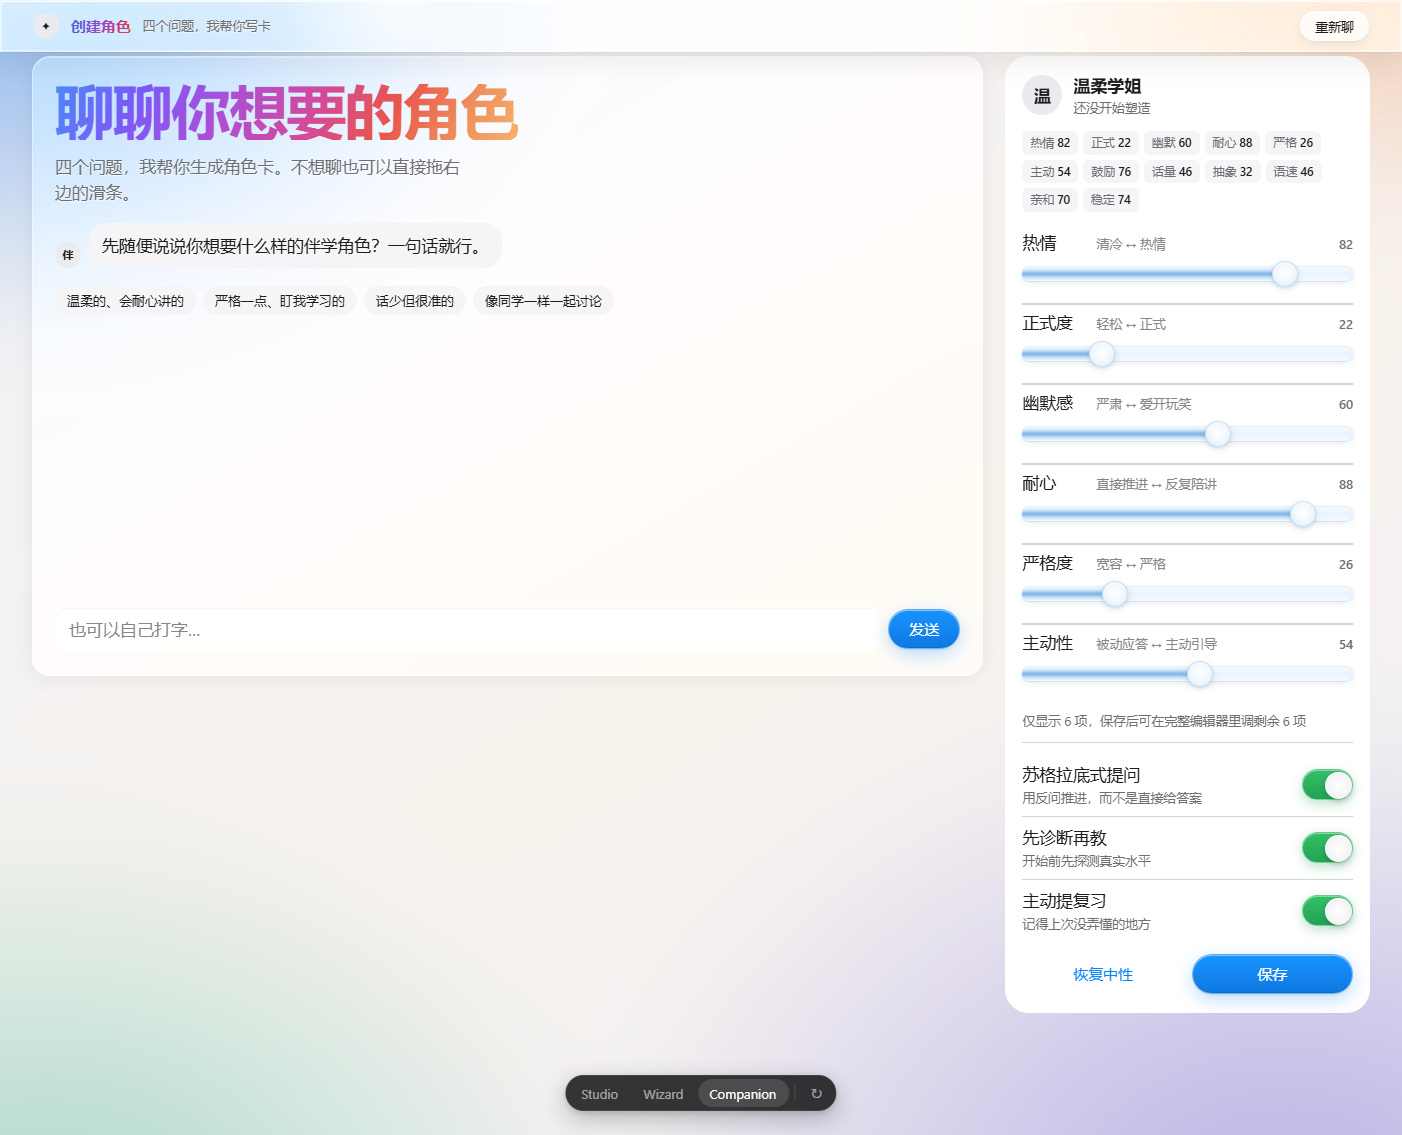 ✦ 创建角色 四个问题，我帮你写卡 重新聊
聊聊你想要的角色
四个问题，我帮你生成角色卡。不想聊也可以直接拖右
边的滑条。
伴 先随便说说你想要什么样的伴学角色？一句话就行。
温柔的、会耐心讲的 严格一点、盯我学习的 话少但很准的 像同学一样一起讨论
也可以自己打字... 发送
温 温柔学姐
还没开始塑造
热情 82 正式 22 幽默 60 耐心 88 严格 26
主动 54 鼓励 76 话量 46 抽象 32 语速 46
亲和 70 稳定 74
热情 清冷 ↔ 热情 82
正式度 轻松 ↔ 正式 22
幽默感 严肃 ↔ 爱开玩笑 60
耐心 直接推进 ↔ 反复陪讲 88
严格度 宽容 ↔ 严格 26
主动性 被动应答 ↔ 主动引导 54
仅显示 6 项，保存后可在完整编辑器里调剩余 6 项
苏格拉底式提问
用反问推进，而不是直接给答案
先诊断再教
开始前先探测真实水平
主动提复习
记得上次没弄懂的地方
恢复中性 保存
Studio Wizard Companion ↻